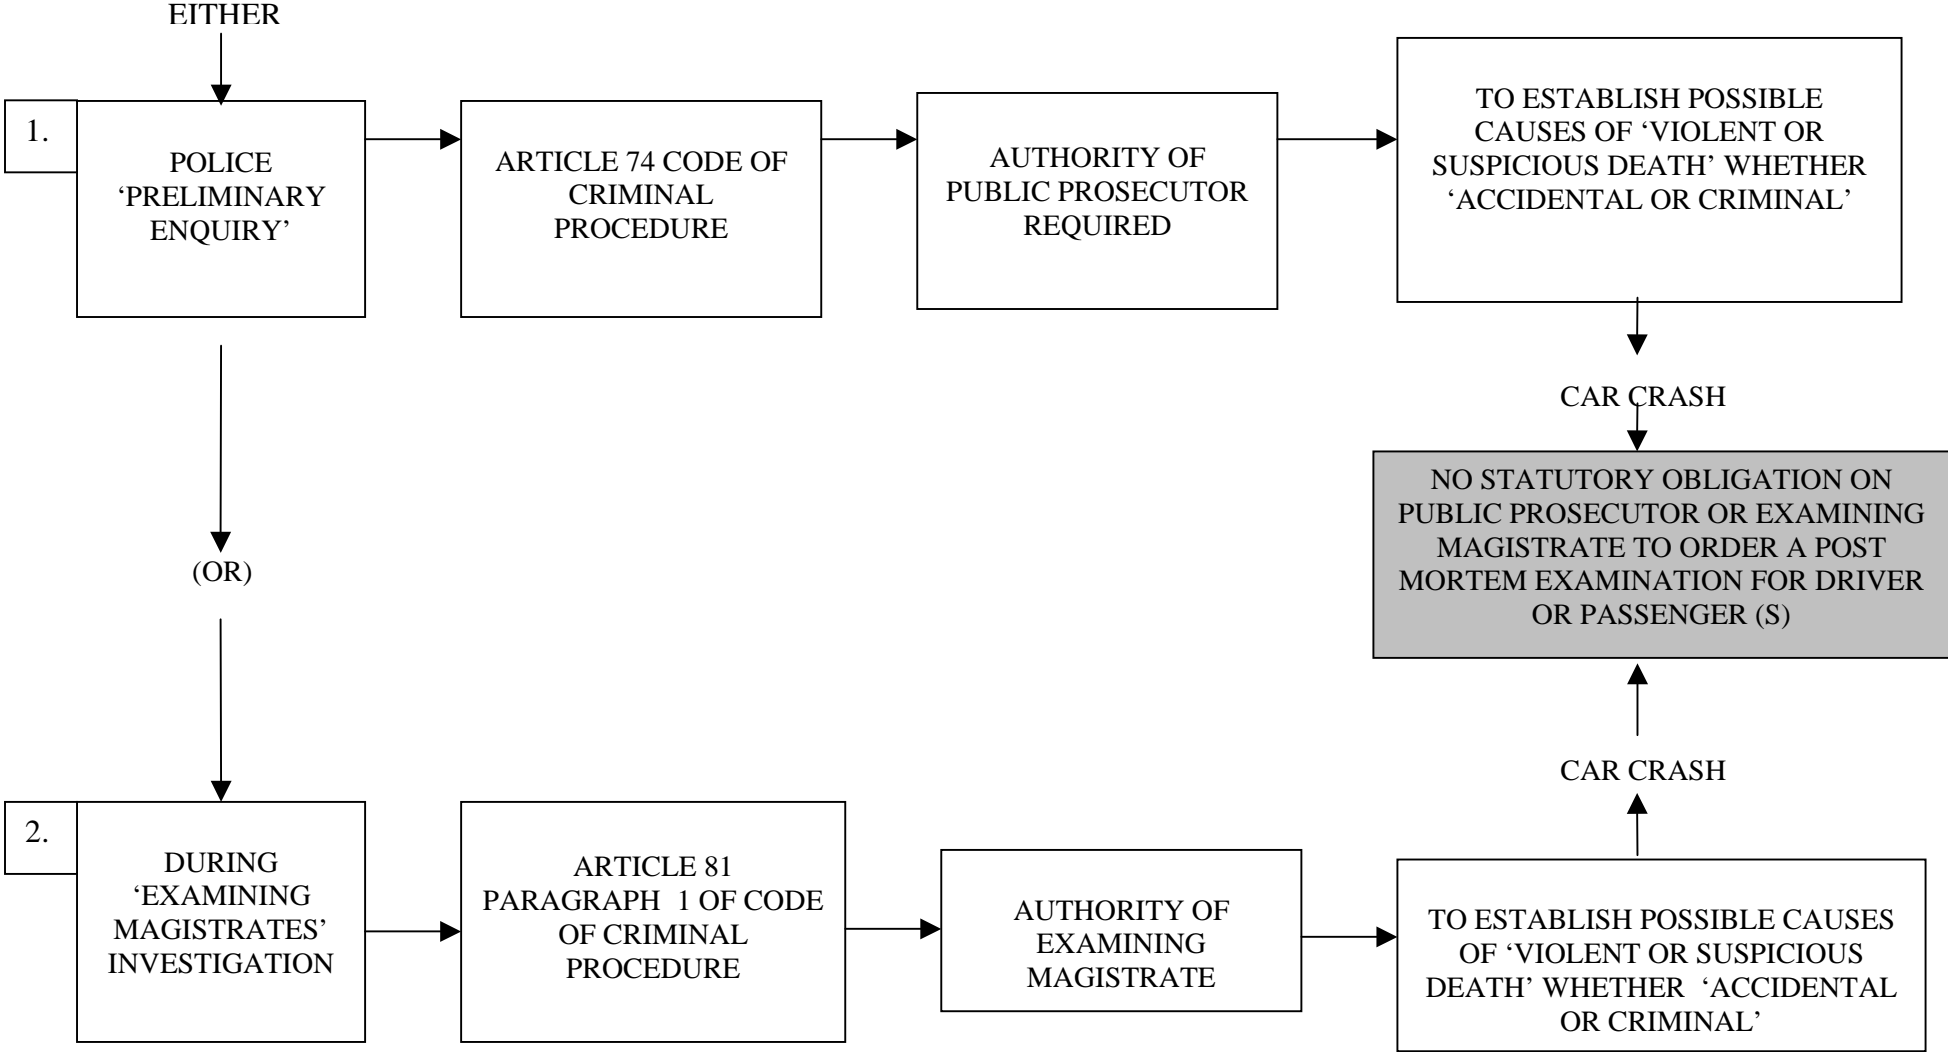 EITHER
1.
POLICE
‘PRELIMINARY
ENQUIRY’
ARTICLE 74 CODE OF
CRIMINAL
PROCEDURE
AUTHORITY OF
PUBLIC PROSECUTOR
REQUIRED
TO ESTABLISH POSSIBLE
CAUSES OF ‘VIOLENT OR
SUSPICIOUS DEATH’ WHETHER
‘ACCIDENTAL OR CRIMINAL’
CAR CRASH
NO STATUTORY OBLIGATION ON
PUBLIC PROSECUTOR OR EXAMINING
MAGISTRATE TO ORDER A POST
MORTEM EXAMINATION FOR DRIVER
OR PASSENGER (S)
(OR)
2.
DURING
‘EXAMINING
MAGISTRATES’
INVESTIGATION
ARTICLE 81
PARAGRAPH  1 OF CODE
OF CRIMINAL
PROCEDURE
AUTHORITY OF
EXAMINING
MAGISTRATE
TO ESTABLISH POSSIBLE CAUSES
OF ‘VIOLENT OR SUSPICIOUS
DEATH’ WHETHER  ‘ACCIDENTAL
OR CRIMINAL’
CAR CRASH